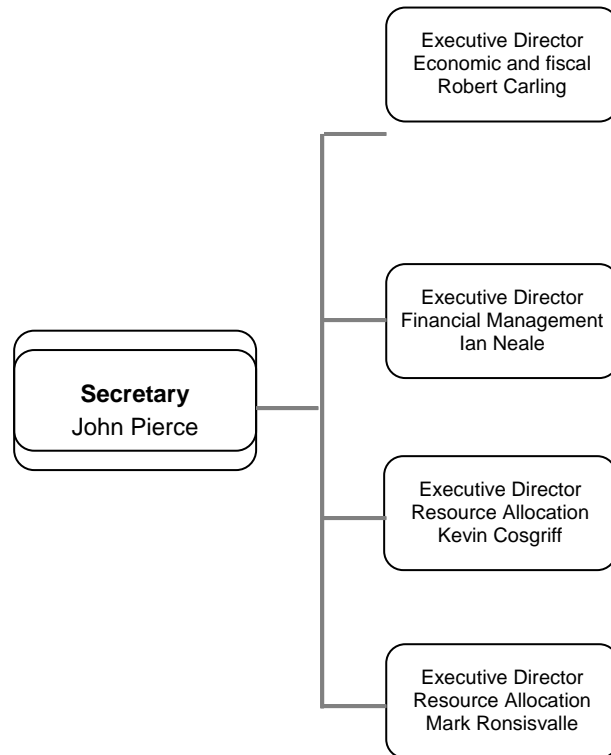 Executive Director
Economic and fiscal
Robert Carling
Executive Director
Financial Management
Ian Neale
Secretary
John Pierce
Executive Director
Resource Allocation
Kevin Cosgriff
Executive Director
Resource Allocation
Mark Ronsisvalle